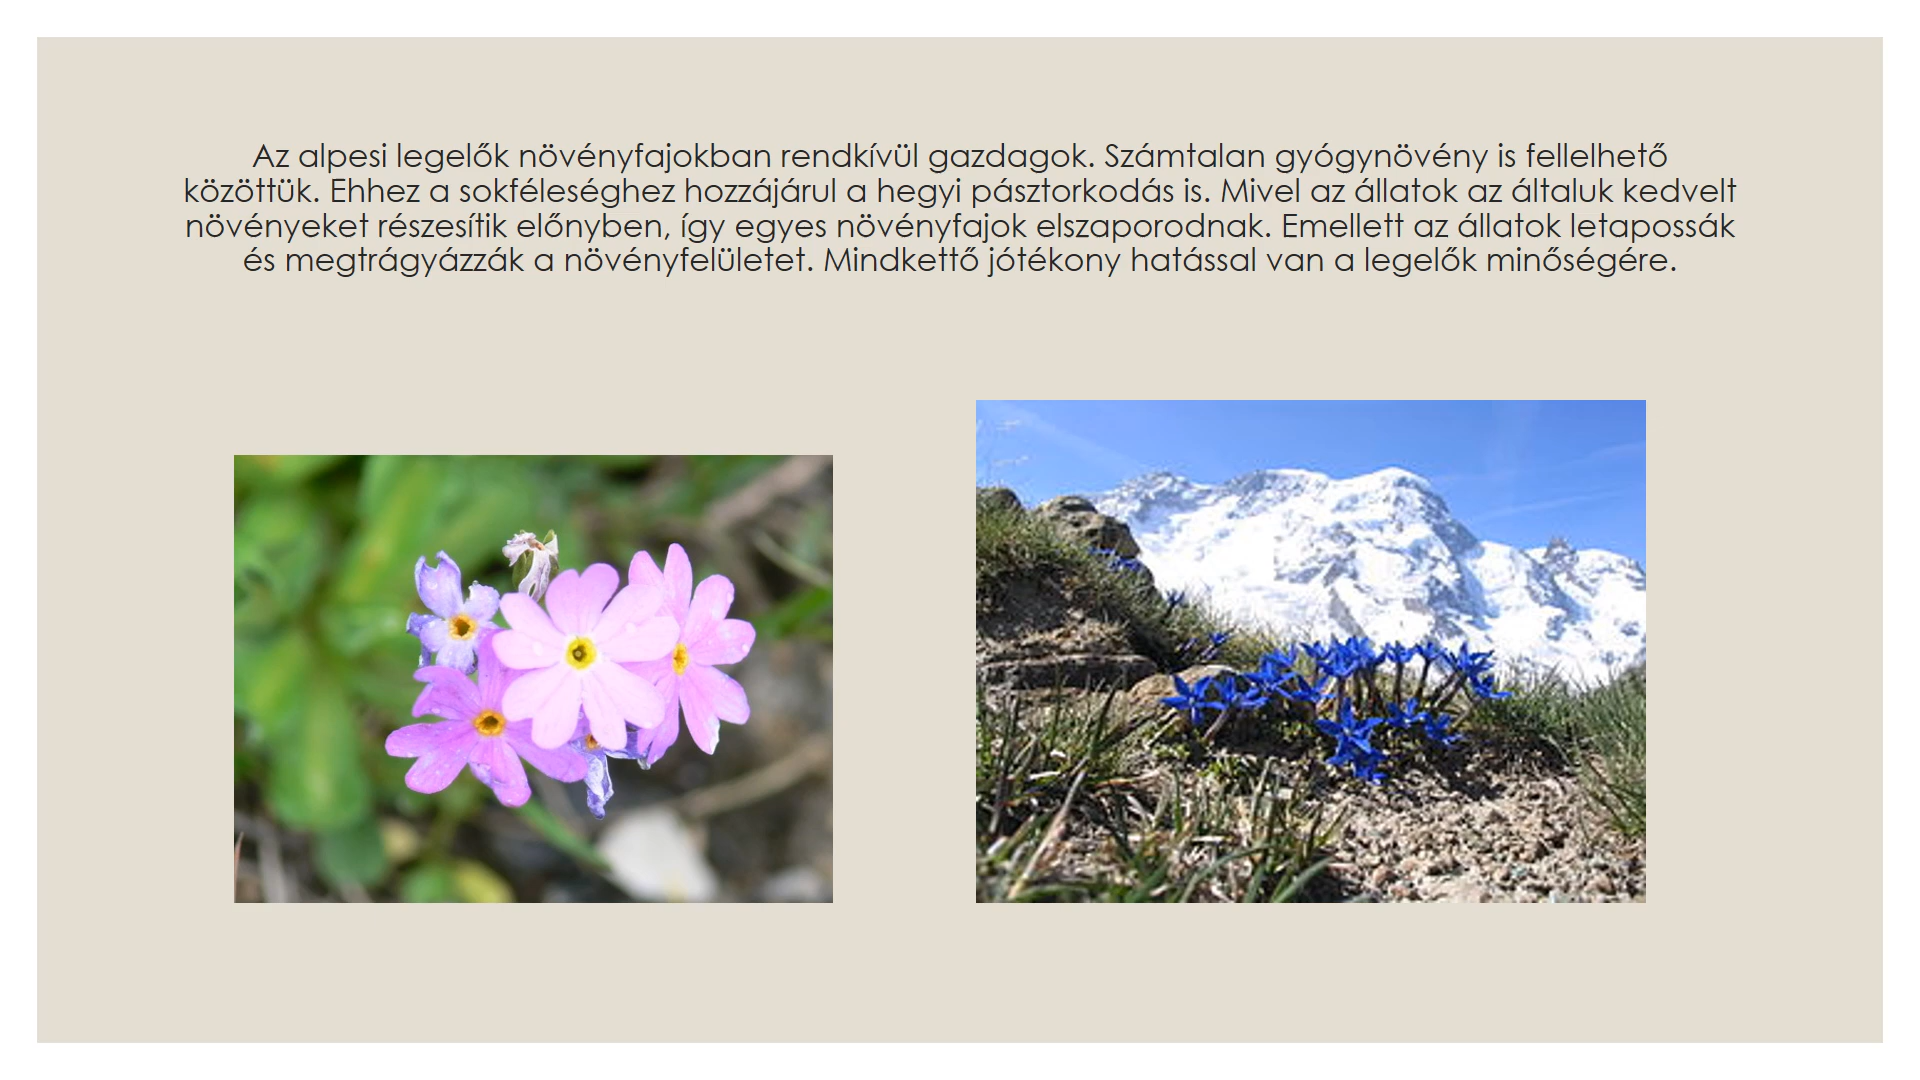 Az alpesi legelők növényfajokban rendkívül gazdagok. Számtalan gyógynövény is fellelhető
közöttük. Ehhez a sokféleséghez hozzájárul a hegyi pásztorkodás is. Mivel az állatok az általuk kedvelt
növényeket részesítik előnyben, így egyes növényfajok elszaporodnak. Emellett az állatok letapossák
és megtrágyázzák a növényfelületet. Mindkettő jótékony hatással van a legelők minőségére.